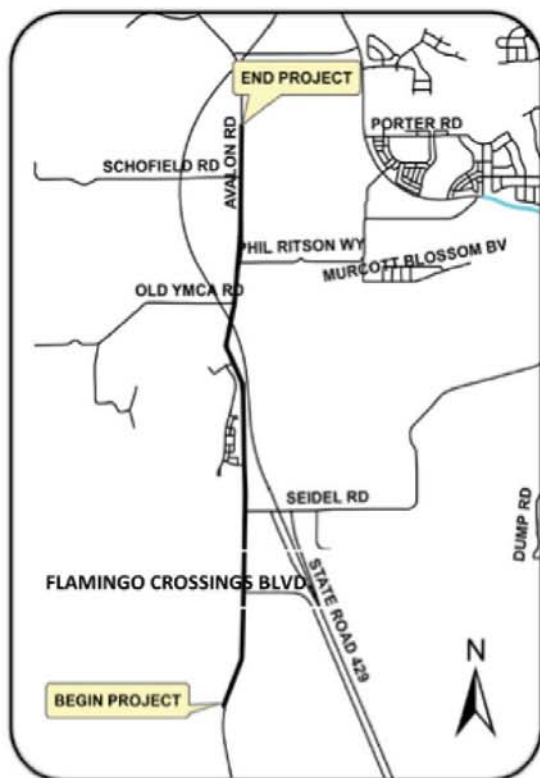 END PROJECT
AVALON RD
PORTER RD
SCHOFIELD RD
PHIL RITSON WY
MURCOTT BLOSSOM BV
OLD YMCA RD
SEIDEL RD
DUMP RD
FLAMINGO CROSSINGS BLVD.
STATE ROAD 429
N
BEGIN PROJECT